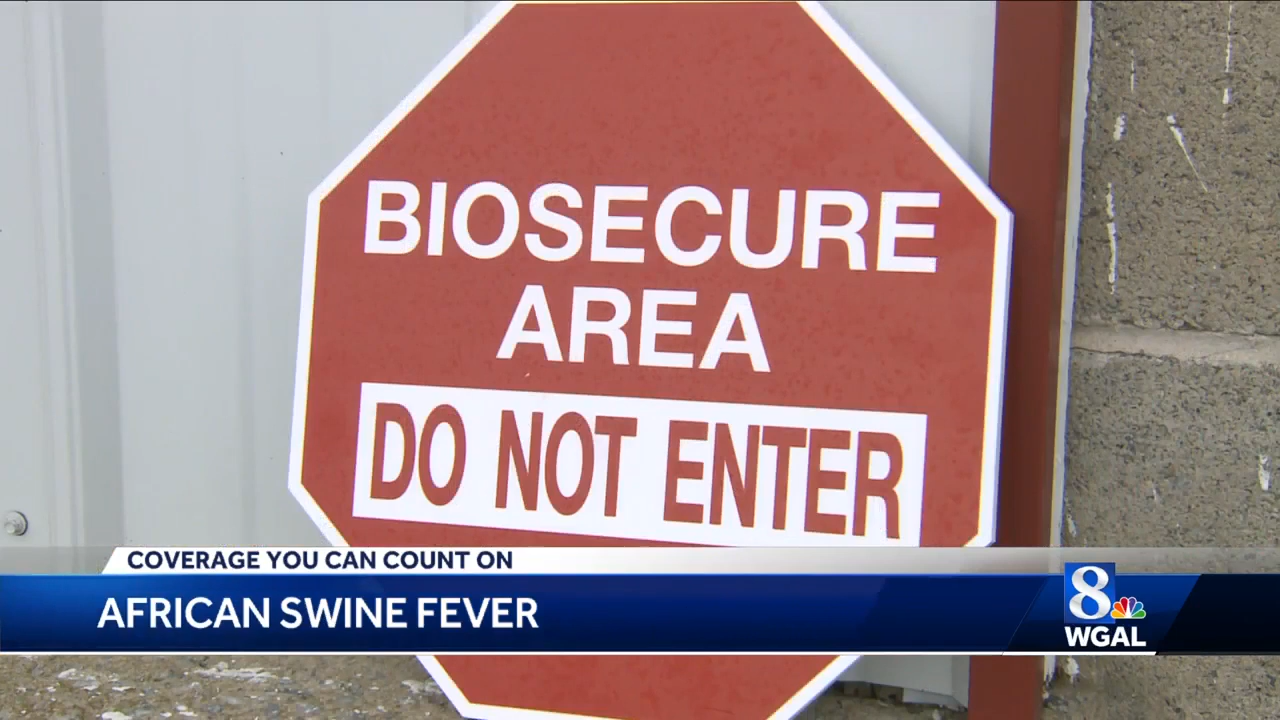 BIOSECURE
AREA
DO NOT ENTER
COVERAGE YOU CAN COUNT ON
AFRICAN SWINE FEVER
8
WGAL